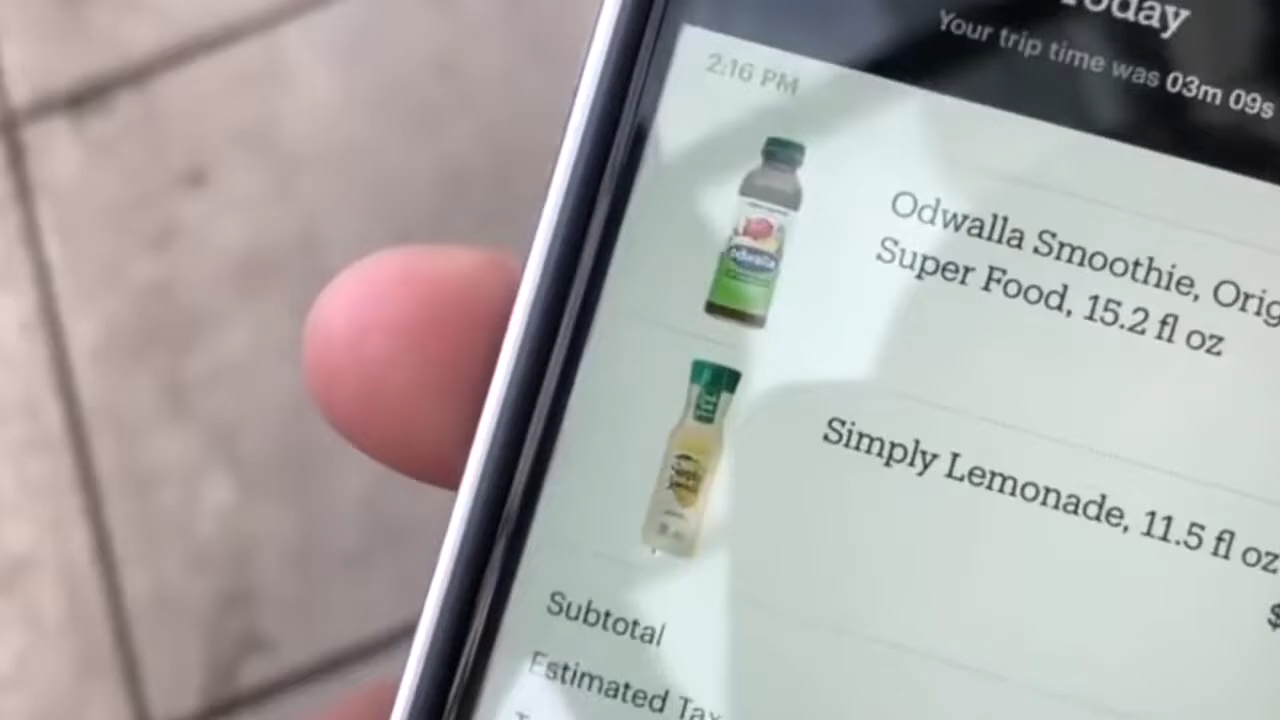 Today
Your trip time was 03m 09s
2:16 PM
Odwalla Smoothie, Orig
Super Food, 15.2 fl oz
odwalla
Simply Lemonade, 11.5 fl oz
$
Subtotal
Estimated Tax